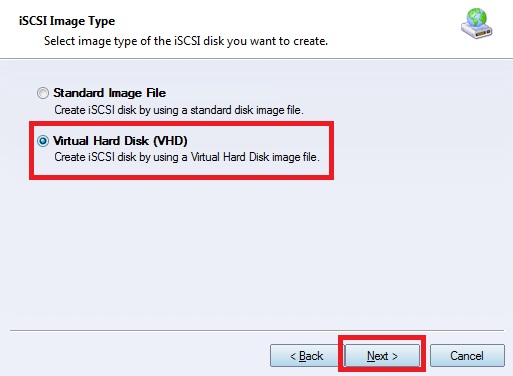 iSCSI Image Type
Select image type of the iSCSI disk you want to create.
Standard Image File
Create iSCSI disk by using a standard disk image file.
Virtual Hard Disk (VHD)
Create iSCSI disk by using a Virtual Hard Disk image file.
< Back Next > Cancel